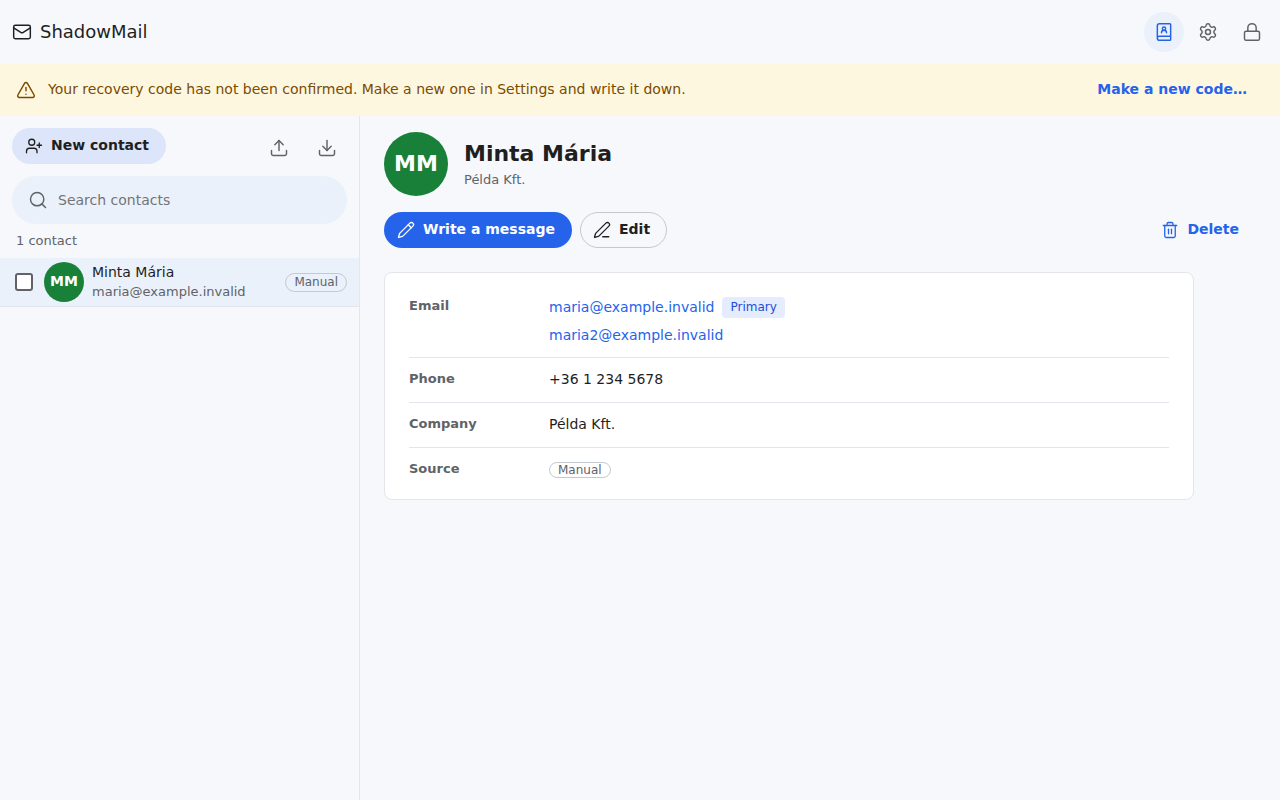 ShadowMail
Your recovery code has not been confirmed. Make a new one in Settings and write it down.
Make a new code…
New contact
Search contacts
1 contact
MM
Minta Mária
maria@example.invalid
Manual
MM
Minta Mária
Példa Kft.
Write a message
Edit
Delete
Email
maria@example.invalid Primary
maria2@example.invalid
Phone
+36 1 234 5678
Company
Példa Kft.
Source
Manual